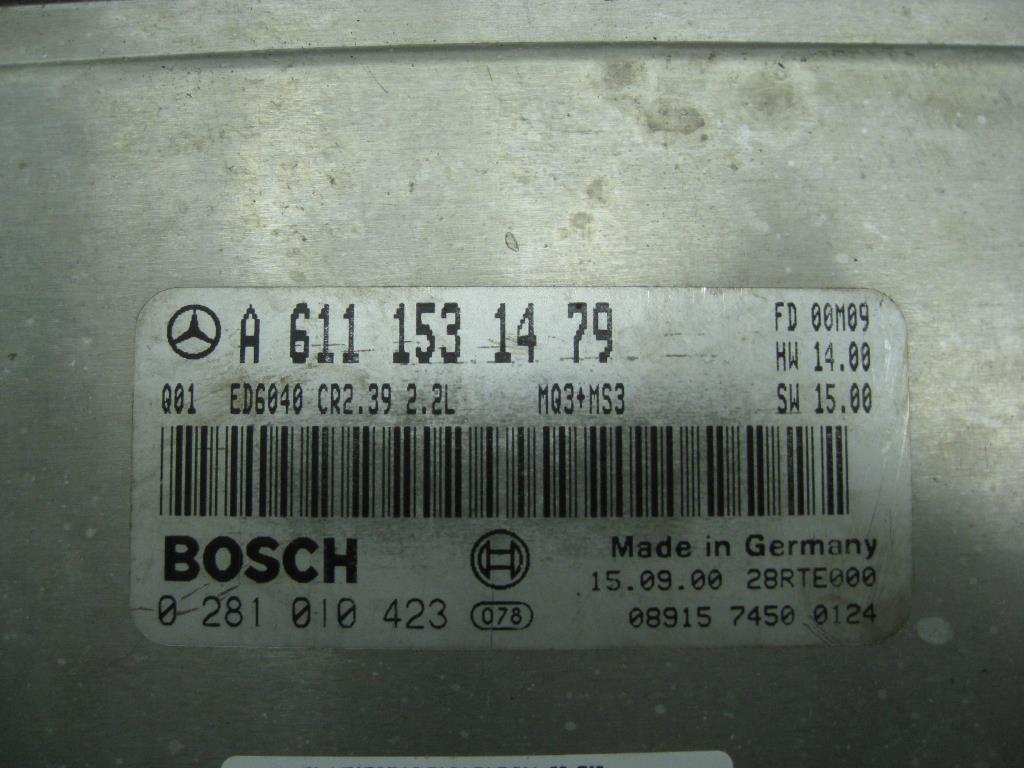 A 611 153 14 79
FD 00M09
HW 14.00
Q01 ED6040 CR2.39 2.2L MQ3+MS3 SW 15.00
BOSCH
Made in Germany
15.09.00 28RTE000
0 281 010 423 078
08915 7450 0124